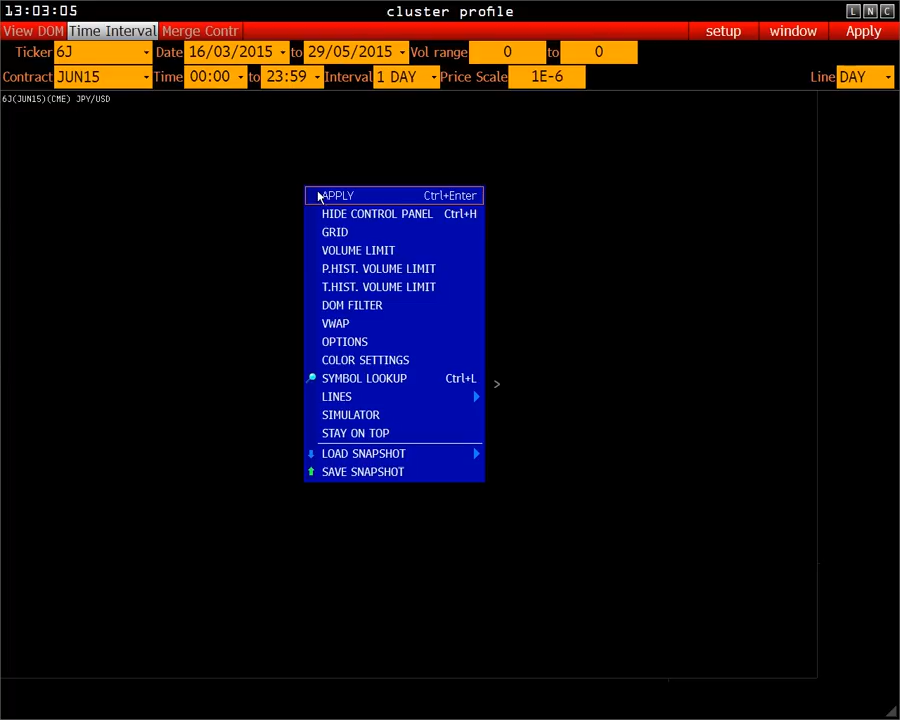 13:03:05 cluster profile L N C
View DOM Time Interval Merge Contr setup window Apply
Ticker 6J Date 16/03/2015 to 29/05/2015 Vol range 0 to 0
Contract JUN15 Time 00:00 to 23:59 Interval 1 DAY Price Scale 1E-6 Line DAY
6J(JUN15)(CME) JPY/USD
APPLY Ctrl+Enter
HIDE CONTROL PANEL Ctrl+H
GRID
VOLUME LIMIT
P.HIST. VOLUME LIMIT
T.HIST. VOLUME LIMIT
DOM FILTER
VWAP
OPTIONS
COLOR SETTINGS
SYMBOL LOOKUP Ctrl+L >
LINES
SIMULATOR
STAY ON TOP
LOAD SNAPSHOT
SAVE SNAPSHOT